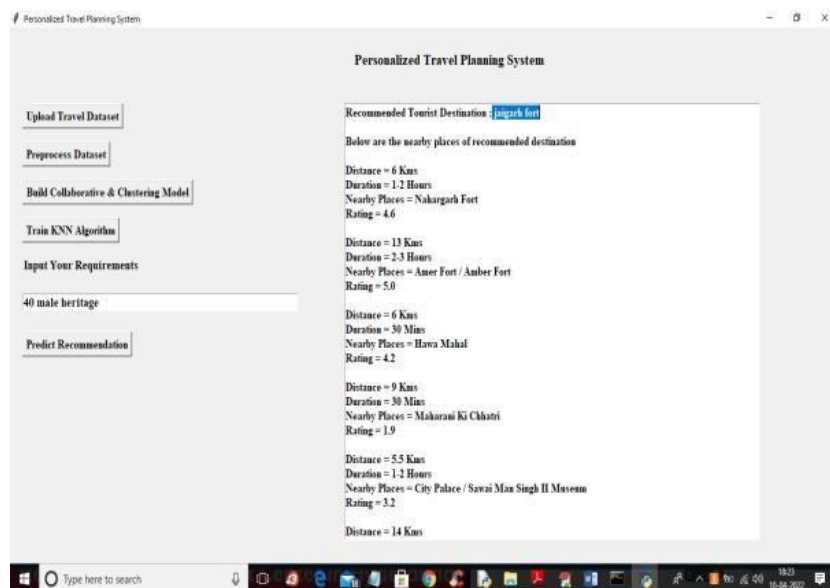 Personalized Travel Planning System
Personalized Travel Planning System
Upload Travel Dataset
Preprocess Dataset
Build Collaborative & Clustering Model
Train KNN Algorithm
Input Your Requirements
40 male heritage
Predict Recommendation
Recommended Tourist Destination : jaigarh fort
Below are the nearby places of recommended destination
Distance = 6 Kms
Duration = 1-2 Hours
Nearby Places = Nahargarh Fort
Rating = 4.6
Distance = 13 Kms
Duration = 2-3 Hours
Nearby Places = Amer Fort / Amber Fort
Rating = 5.0
Distance = 6 Kms
Duration = 30 Mins
Nearby Places = Hawa Mahal
Rating = 4.2
Distance = 9 Kms
Duration = 30 Mins
Nearby Places = Maharani Ki Chhatri
Rating = 1.9
Distance = 5.5 Kms
Duration = 1-2 Hours
Nearby Places = City Palace / Sawai Man Singh II Museum
Rating = 3.2
Distance = 14 Kms
Type here to search
18:23
10-04-2022